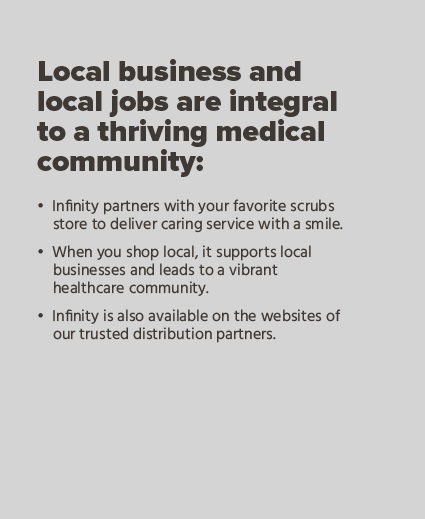 Local business and
local jobs are integral
to a thriving medical
community:
• Infinity partners with your favorite scrubs
store to deliver caring service with a smile.
• When you shop local, it supports local
businesses and leads to a vibrant
healthcare community.
• Infinity is also available on the websites of
our trusted distribution partners.